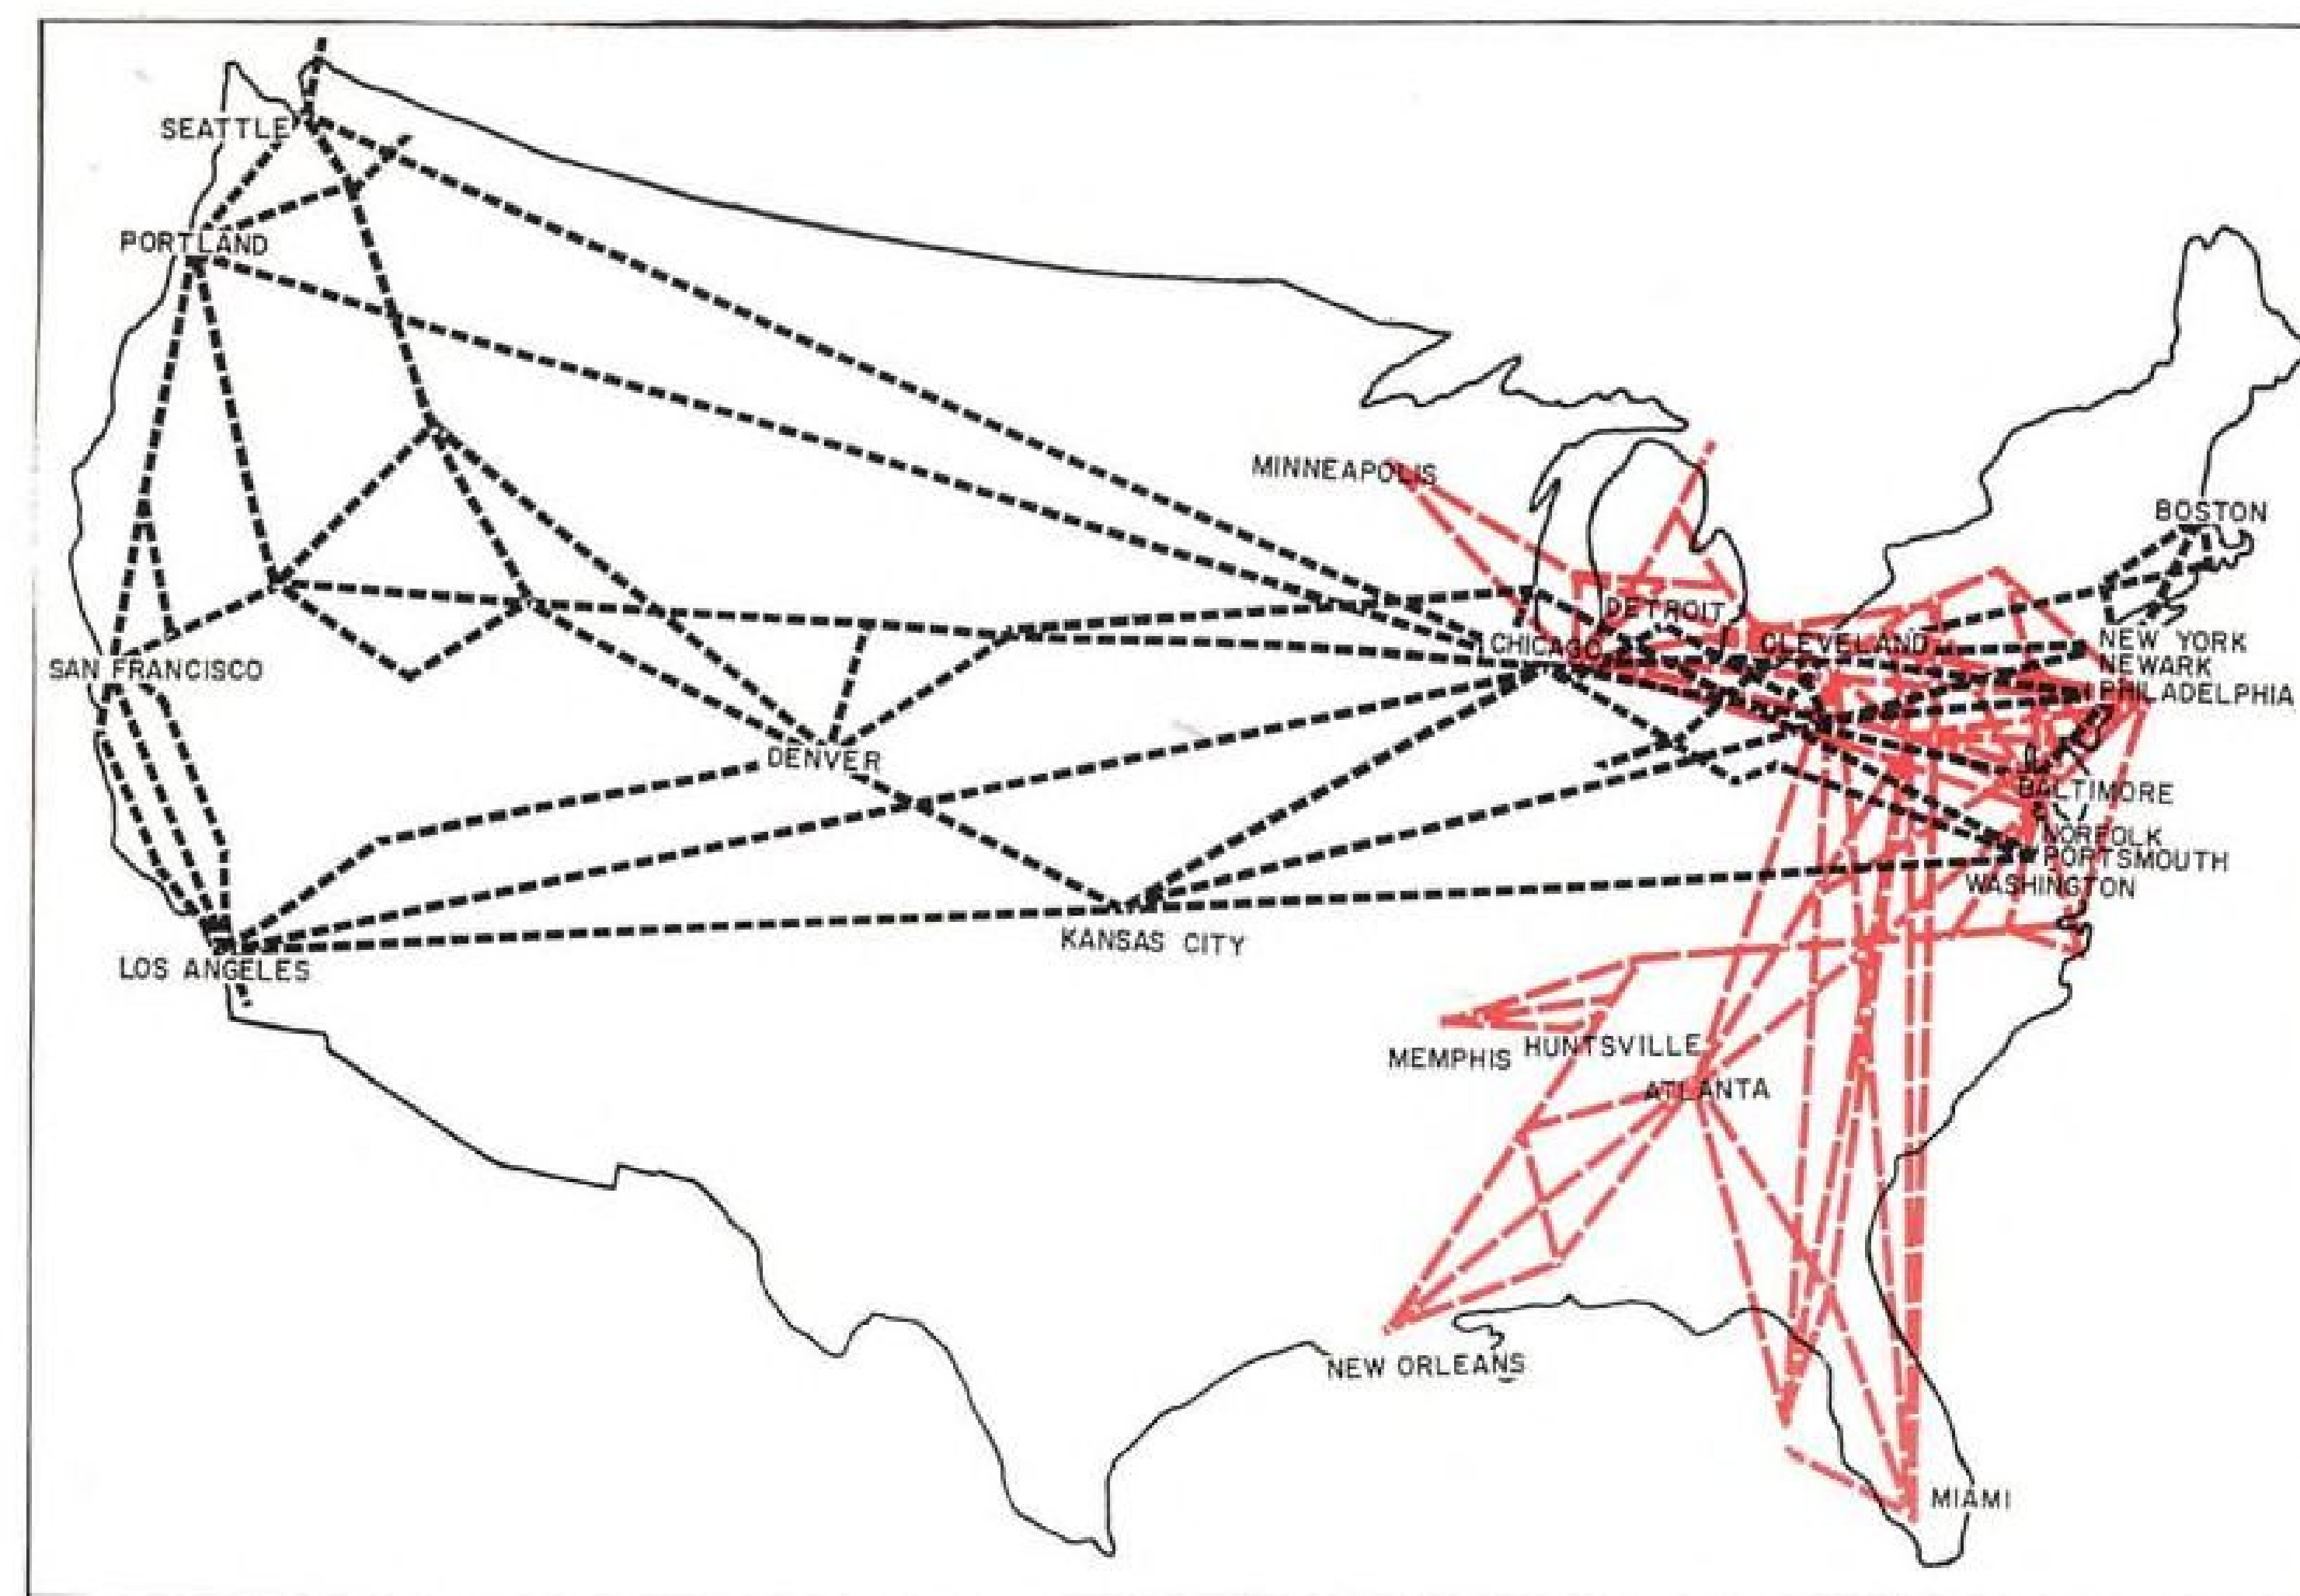 SEATTLE
PORTLAND
MINNEAPOLIS
BOSTON
DETROIT
CHICAGO
CLEVELAND
NEW YORK
SAN FRANCISCO
NEWARK
PHILADELPHIA
DENVER
BALTIMORE
NORFOLK
PORTSMOUTH
WASHINGTON
KANSAS CITY
LOS ANGELES
HUNTSVILLE
MEMPHIS
ATLANTA
NEW ORLEANS
MIAMI